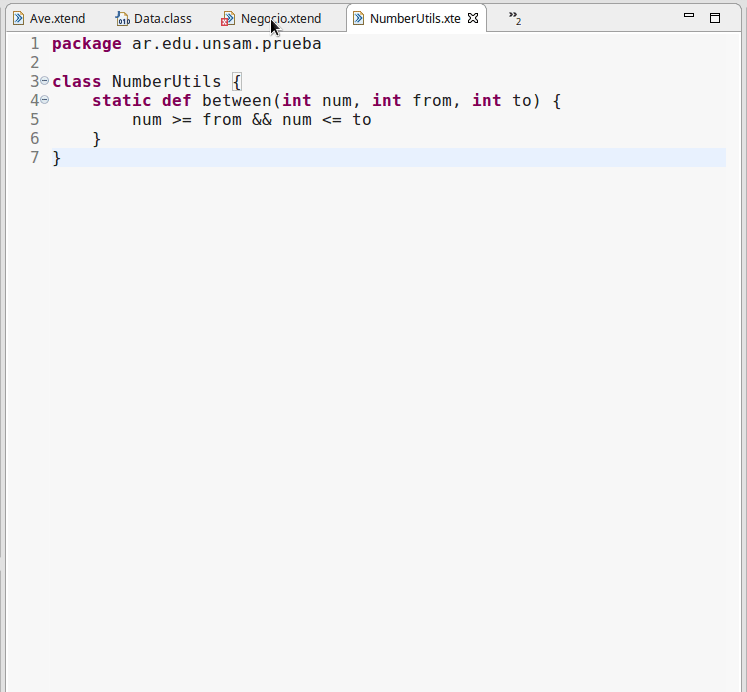 Ave.xtend Data.class Negocio.xtend NumberUtils.xte »2
1 package ar.edu.unsam.prueba
2
3 class NumberUtils {
4     static def between(int num, int from, int to) {
5         num >= from && num <= to
6     }
7 }